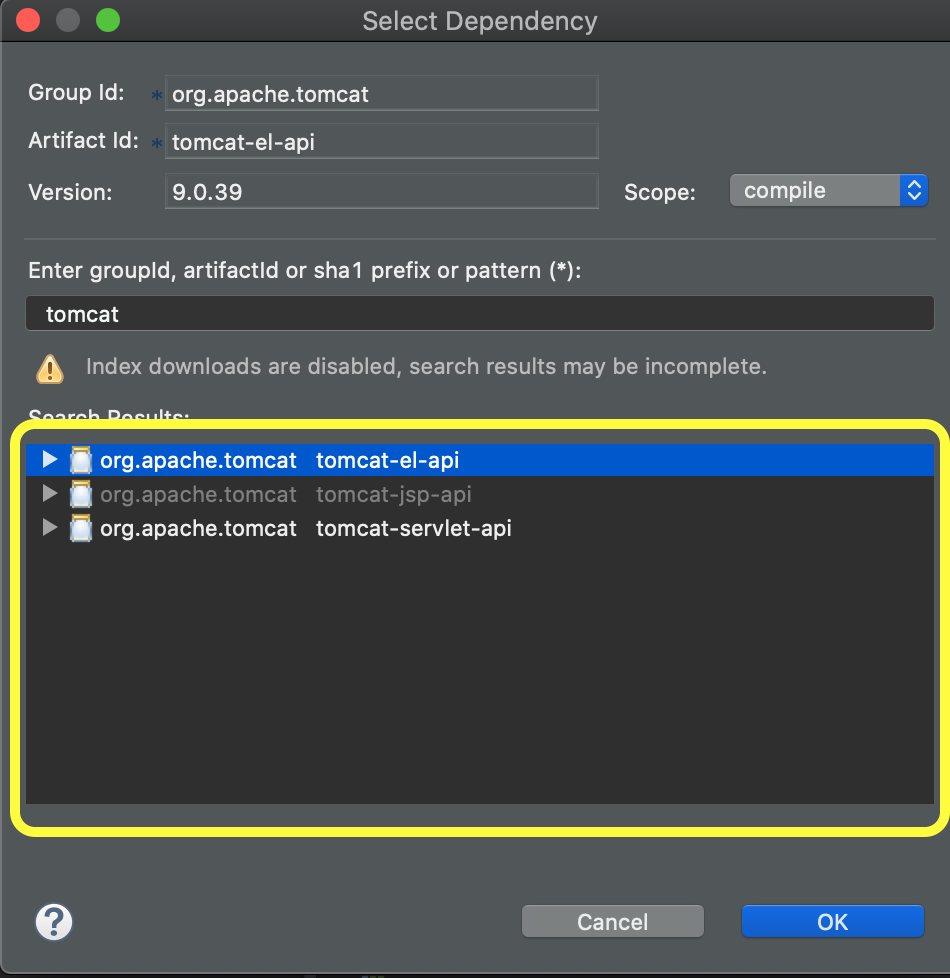 Select Dependency
Group Id: * org.apache.tomcat
Artifact Id: * tomcat-el-api
Version: 9.0.39 Scope: compile
Enter groupId, artifactId or sha1 prefix or pattern (*):
tomcat
Index downloads are disabled, search results may be incomplete.
Search Results:
org.apache.tomcat tomcat-el-api
org.apache.tomcat tomcat-jsp-api
org.apache.tomcat tomcat-servlet-api
? Cancel OK